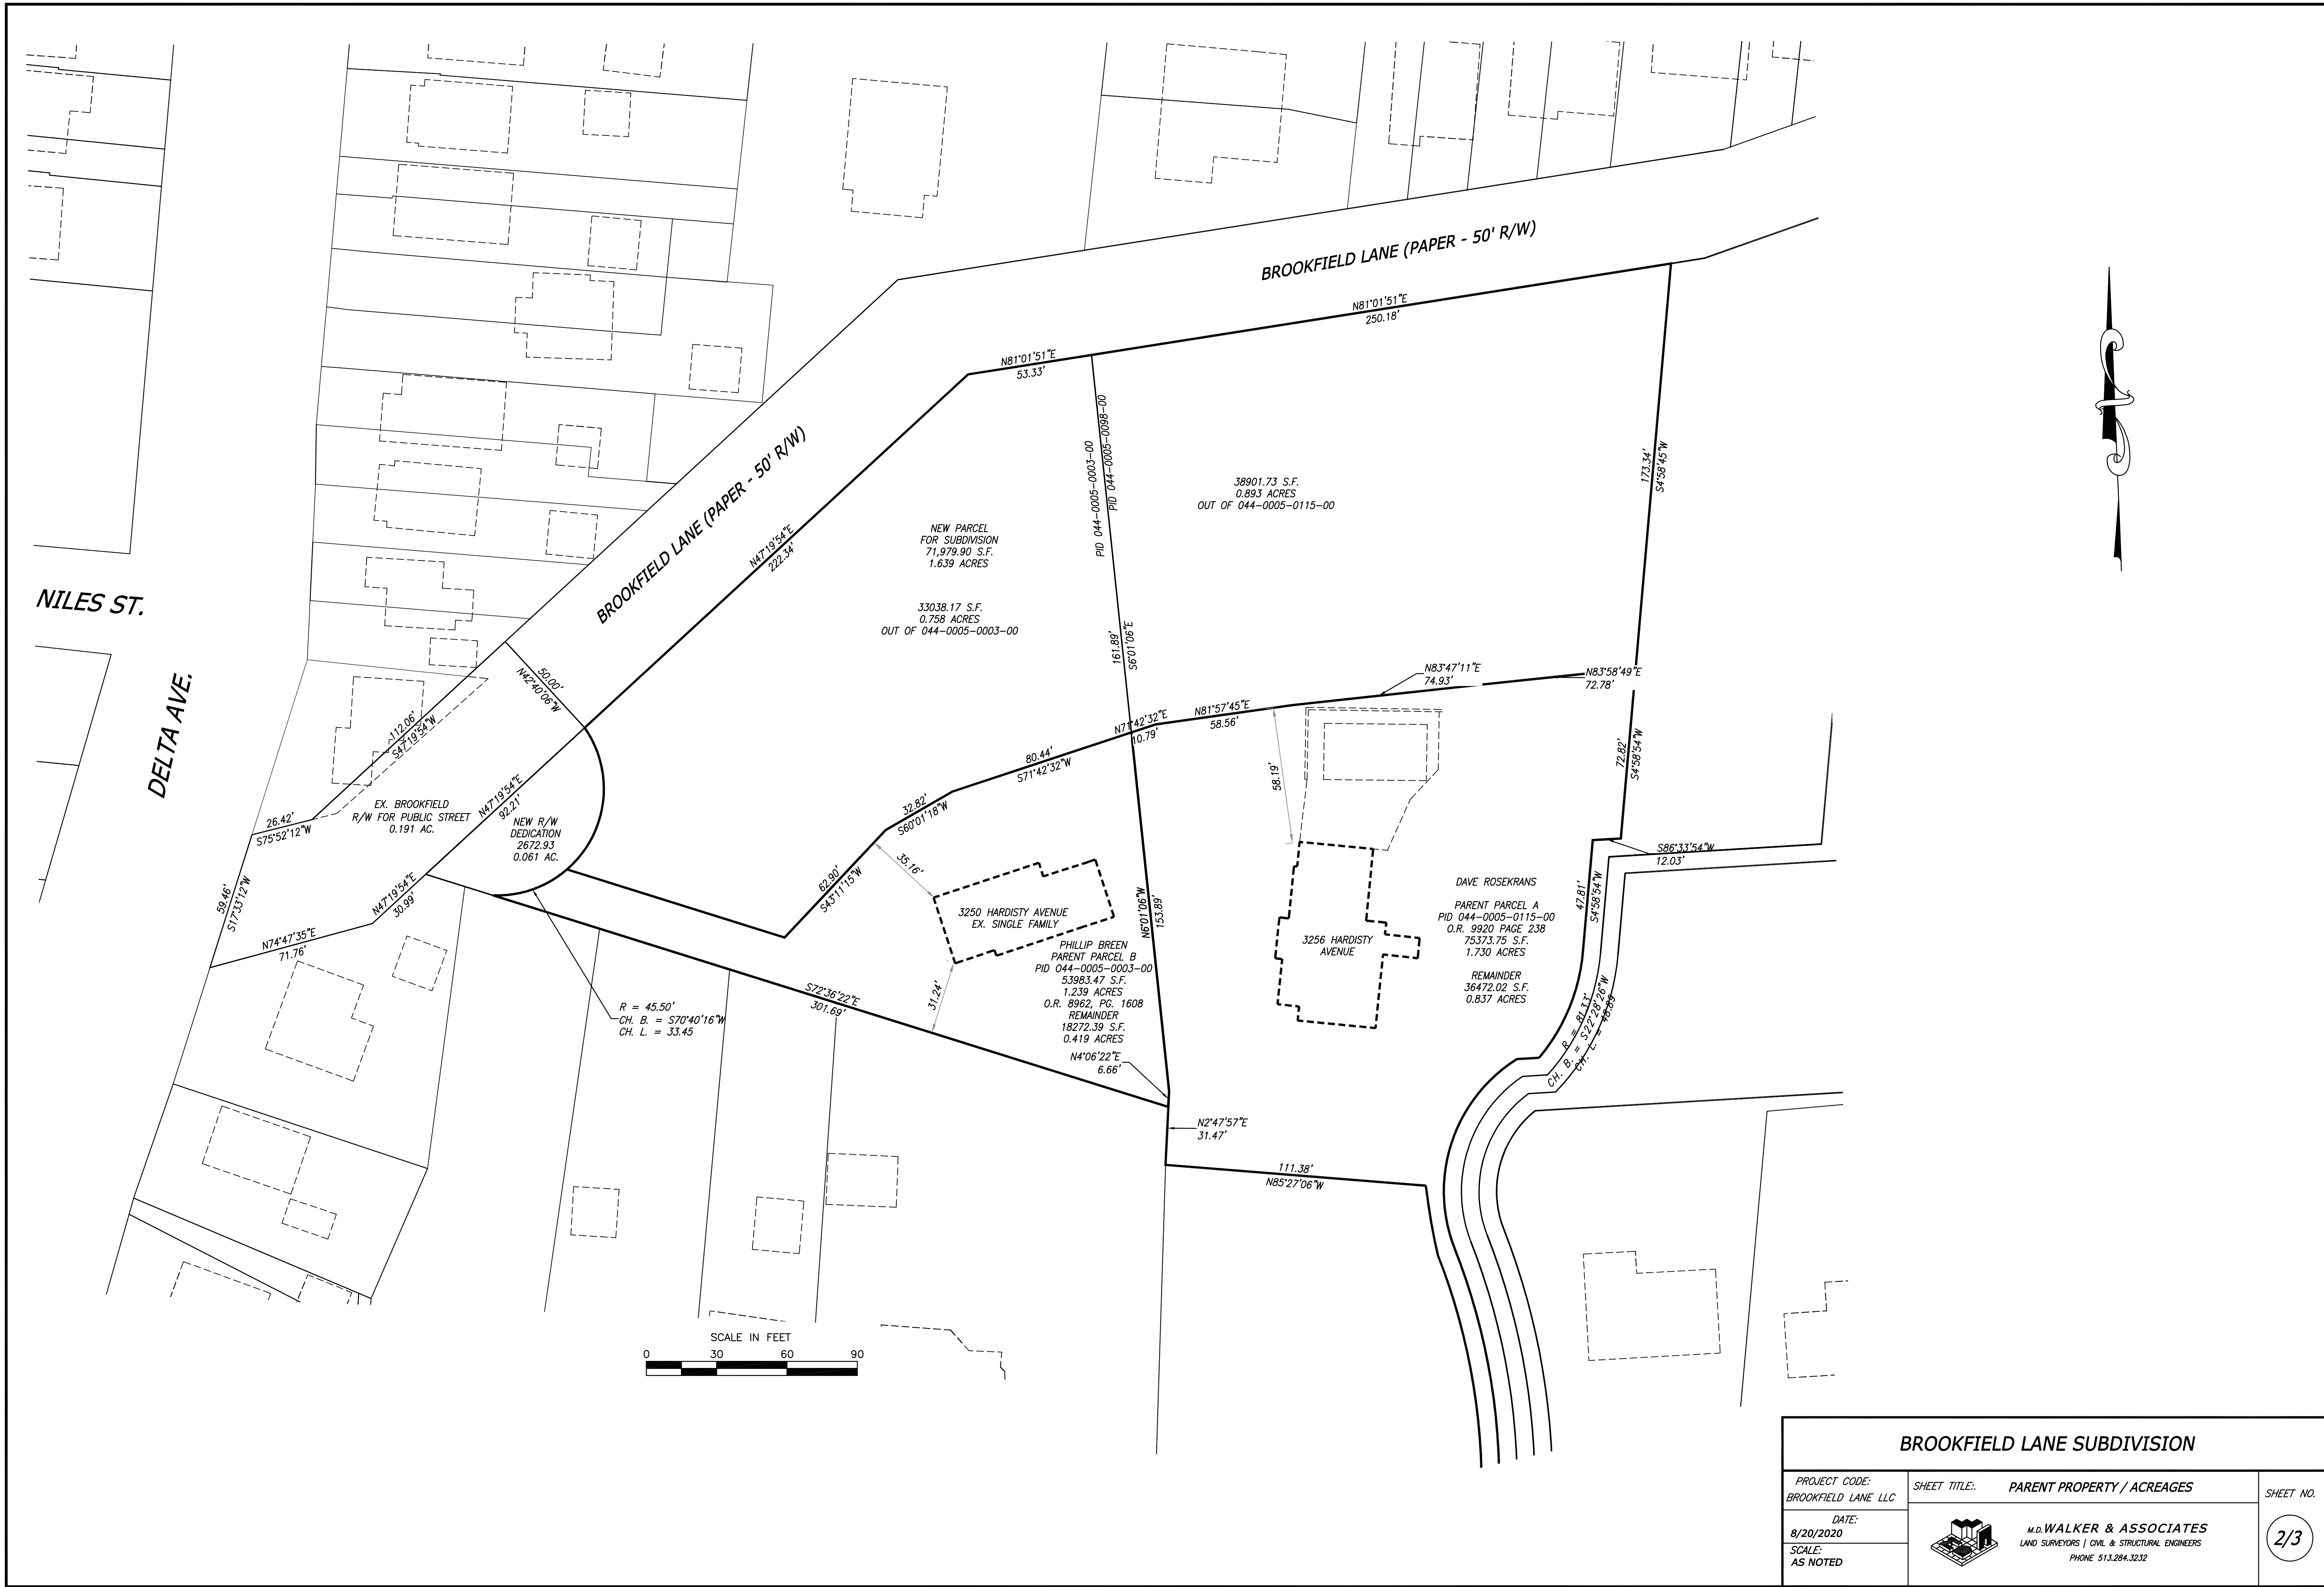 BROOKFIELD LANE (PAPER - 50' R/W)
N81°01'51"E
250.18'
N81°01'51"E
53.33'
BROOKFIELD LANE (PAPER - 50' R/W)
N47°19'54"E
222.34'
PID 044-0005-0003-00
PID 044-0005-0098-00
38901.73 S.F.
0.893 ACRES
OUT OF 044-0005-0115-00
173.34'
S4°58'45"W
NEW PARCEL
FOR SUBDIVISION
71,979.90 S.F.
1.639 ACRES
33038.17 S.F.
0.758 ACRES
OUT OF 044-0005-0003-00
161.89'
S6°01'06"E
NILES ST.
DELTA AVE.
50.00'
N42°40'06"W
112.06'
S47°19'54"W
26.42'
S75°52'12"W
EX. BROOKFIELD
R/W FOR PUBLIC STREET
0.191 AC.
N47°19'54"E
92.21'
NEW R/W
DEDICATION
2672.93
0.061 AC.
59.46'
S17°33'12"W
N47°19'54"E
30.99'
N74°47'35"E
71.76'
N83°47'11"E
74.93'
N83°58'49"E
72.78'
N81°57'45"E
58.56'
N71°42'32"E
10.79'
80.44'
S71°42'32"W
32.82'
S60°01'18"W
62.90'
S43°11'15"W
35.16'
58.19'
72.82'
S4°58'54"W
S86°33'54"W
12.03'
47.81'
S4°58'54"W
3250 HARDISTY AVENUE
EX. SINGLE FAMILY
N6°01'06"W
153.89'
PHILLIP BREEN
PARENT PARCEL B
PID 044-0005-0003-00
53983.47 S.F.
1.239 ACRES
O.R. 8962, PG. 1608
REMAINDER
18272.39 S.F.
0.419 ACRES
31.24'
3256 HARDISTY
AVENUE
DAVE ROSEKRANS
PARENT PARCEL A
PID 044-0005-0115-00
O.R. 9920 PAGE 238
75373.75 S.F.
1.730 ACRES
REMAINDER
36472.02 S.F.
0.837 ACRES
R = 81.33'
CH. B. = S22°28'26"W
CH. L. = 48.89
S72°36'22"E
301.69'
R = 45.50'
CH. B. = S70°40'16"W
CH. L. = 33.45
N4°06'22"E
6.66'
N2°47'57"E
31.47'
111.38'
N85°27'06"W
SCALE IN FEET
0 30 60 90
BROOKFIELD LANE SUBDIVISION
PROJECT CODE:
BROOKFIELD LANE LLC
SHEET TITLE:. PARENT PROPERTY / ACREAGES
SHEET NO.
2/3
DATE:
8/20/2020
SCALE:
AS NOTED
M.D. WALKER & ASSOCIATES
LAND SURVEYORS | CIVIL & STRUCTURAL ENGINEERS
PHONE 513.284.3232